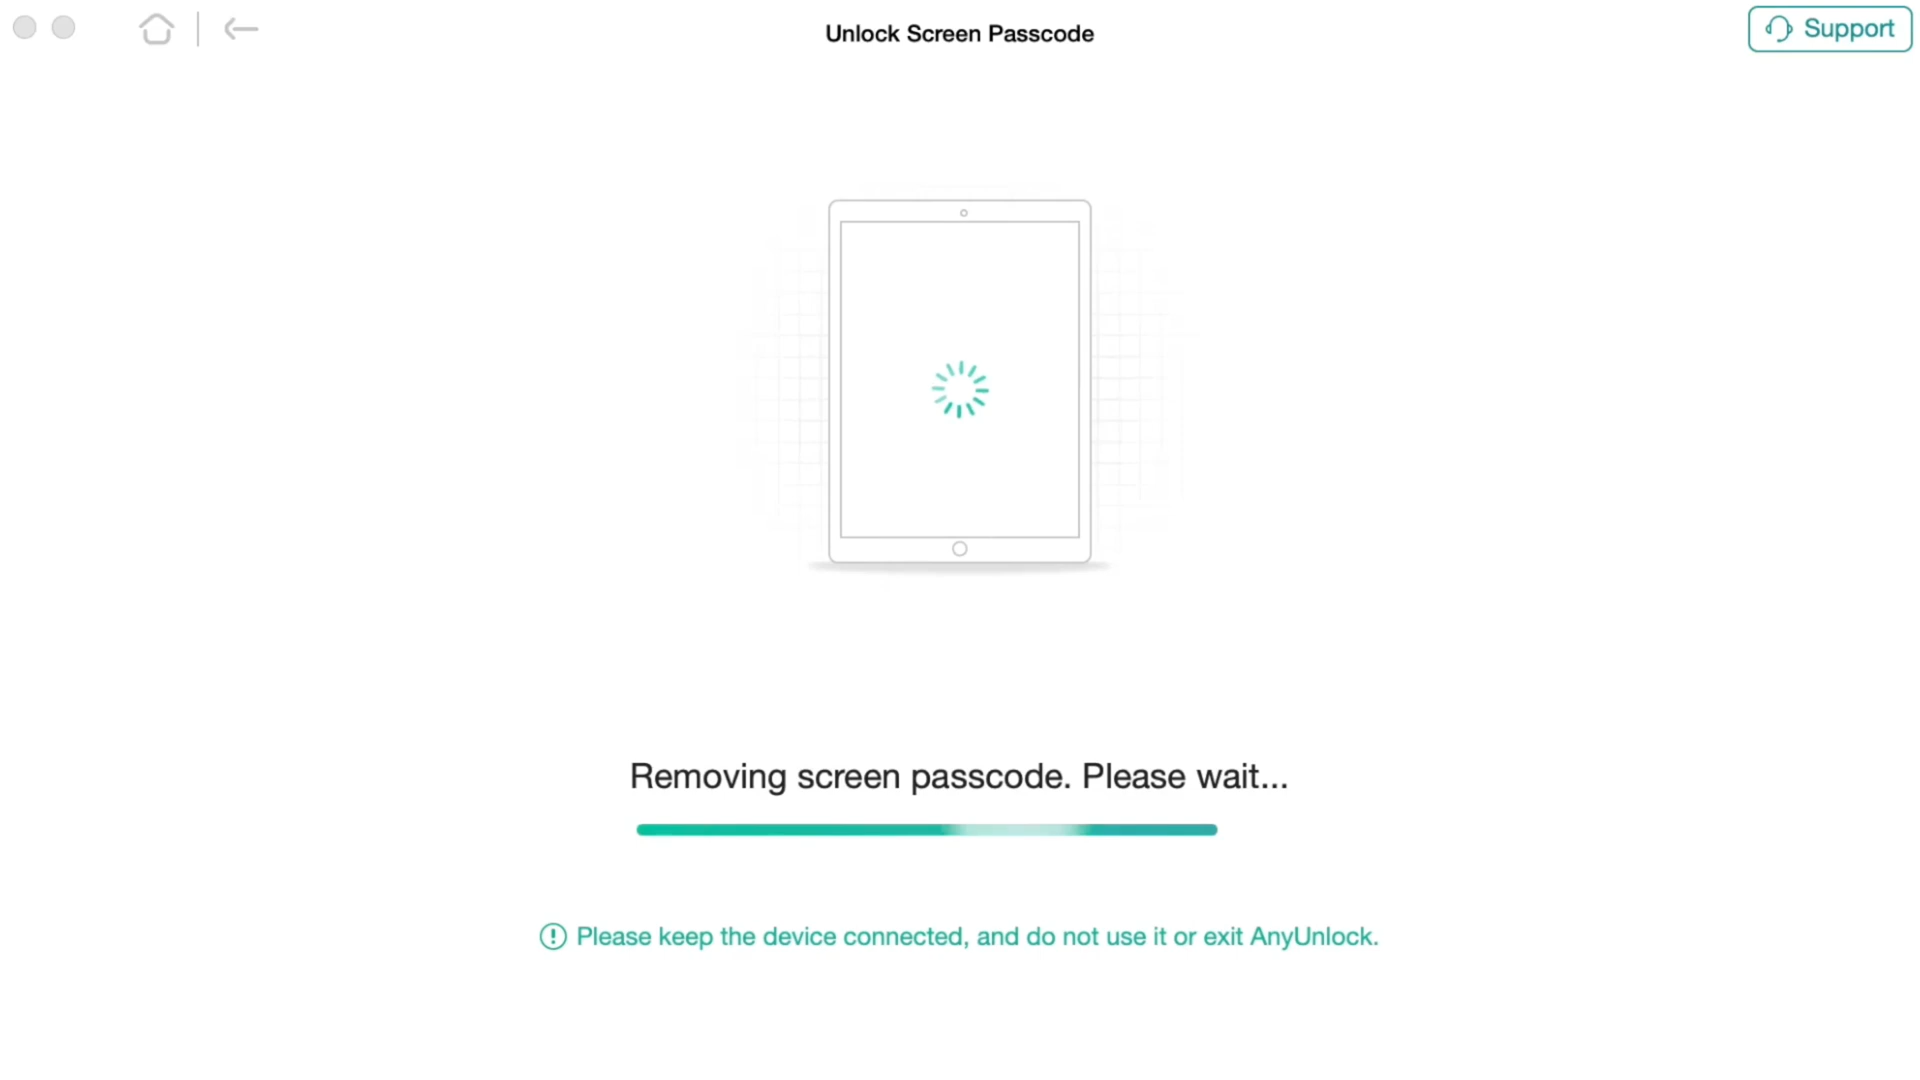 Unlock Screen Passcode
Support
Removing screen passcode. Please wait...
Please keep the device connected, and do not use it or exit AnyUnlock.